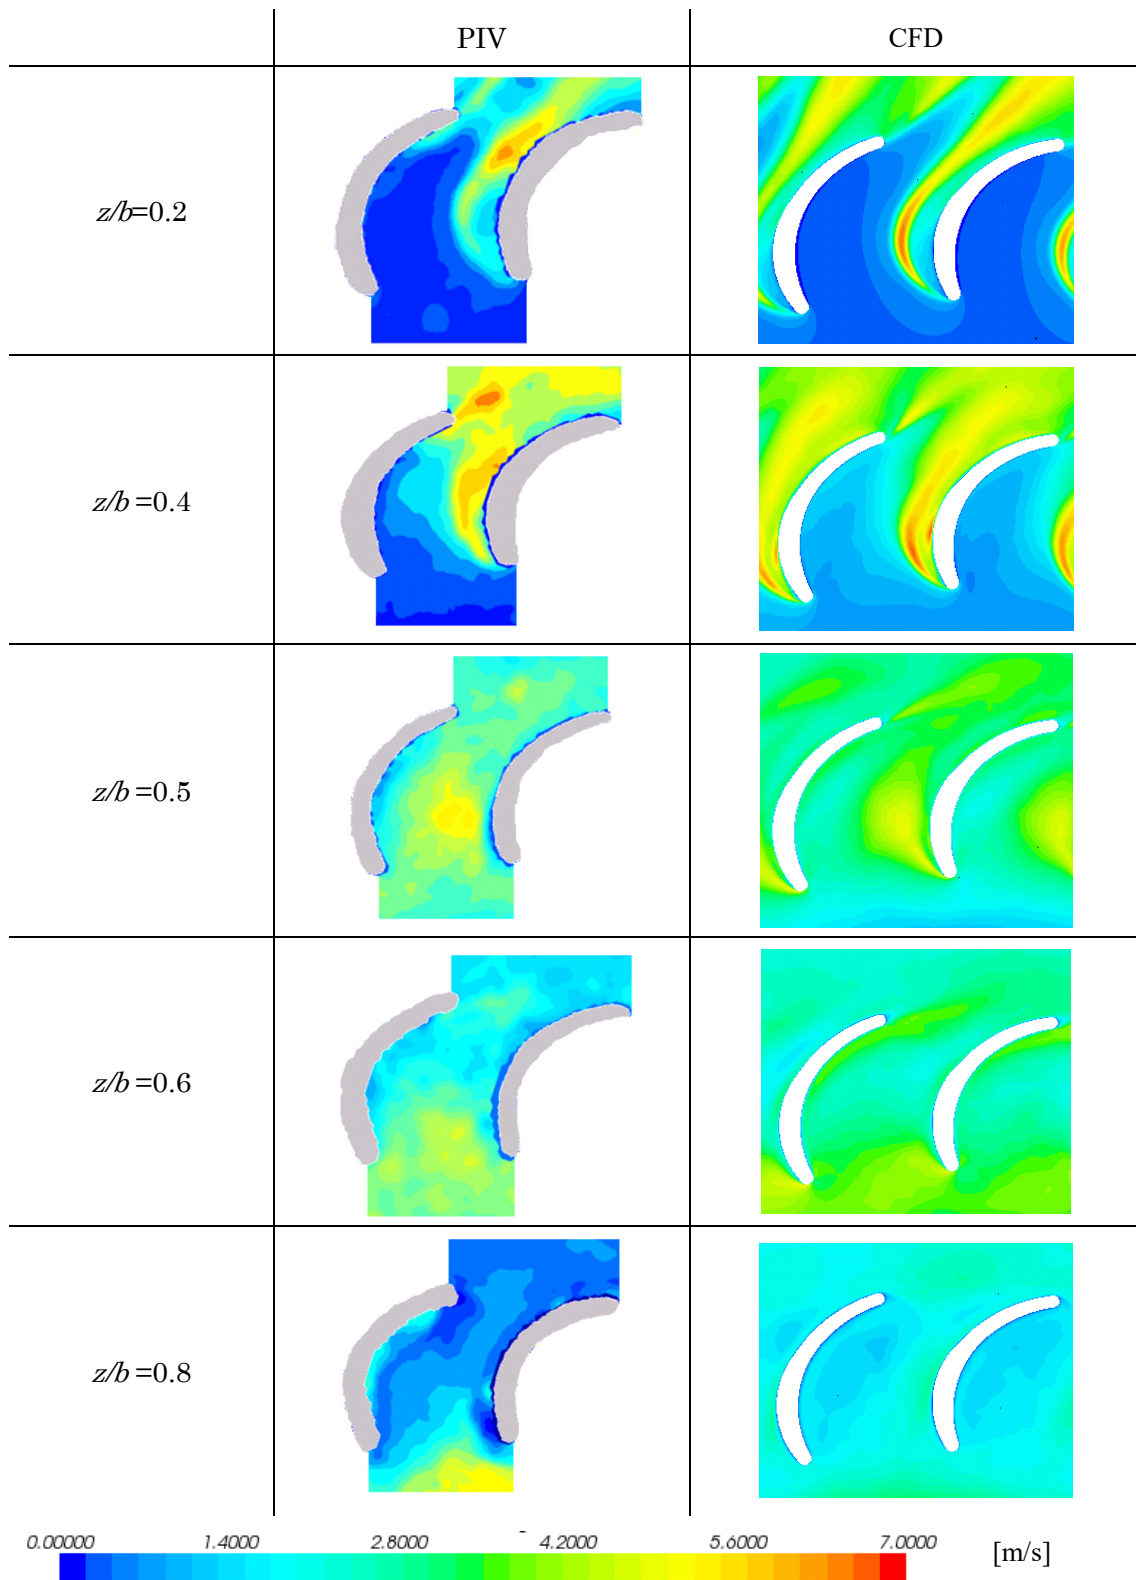 PIV CFD
z/b=0.2
z/b =0.4
z/b =0.5
z/b =0.6
z/b =0.8
0.00000 1.4000 2.8000 4.2000 5.6000 7.0000 [m/s]